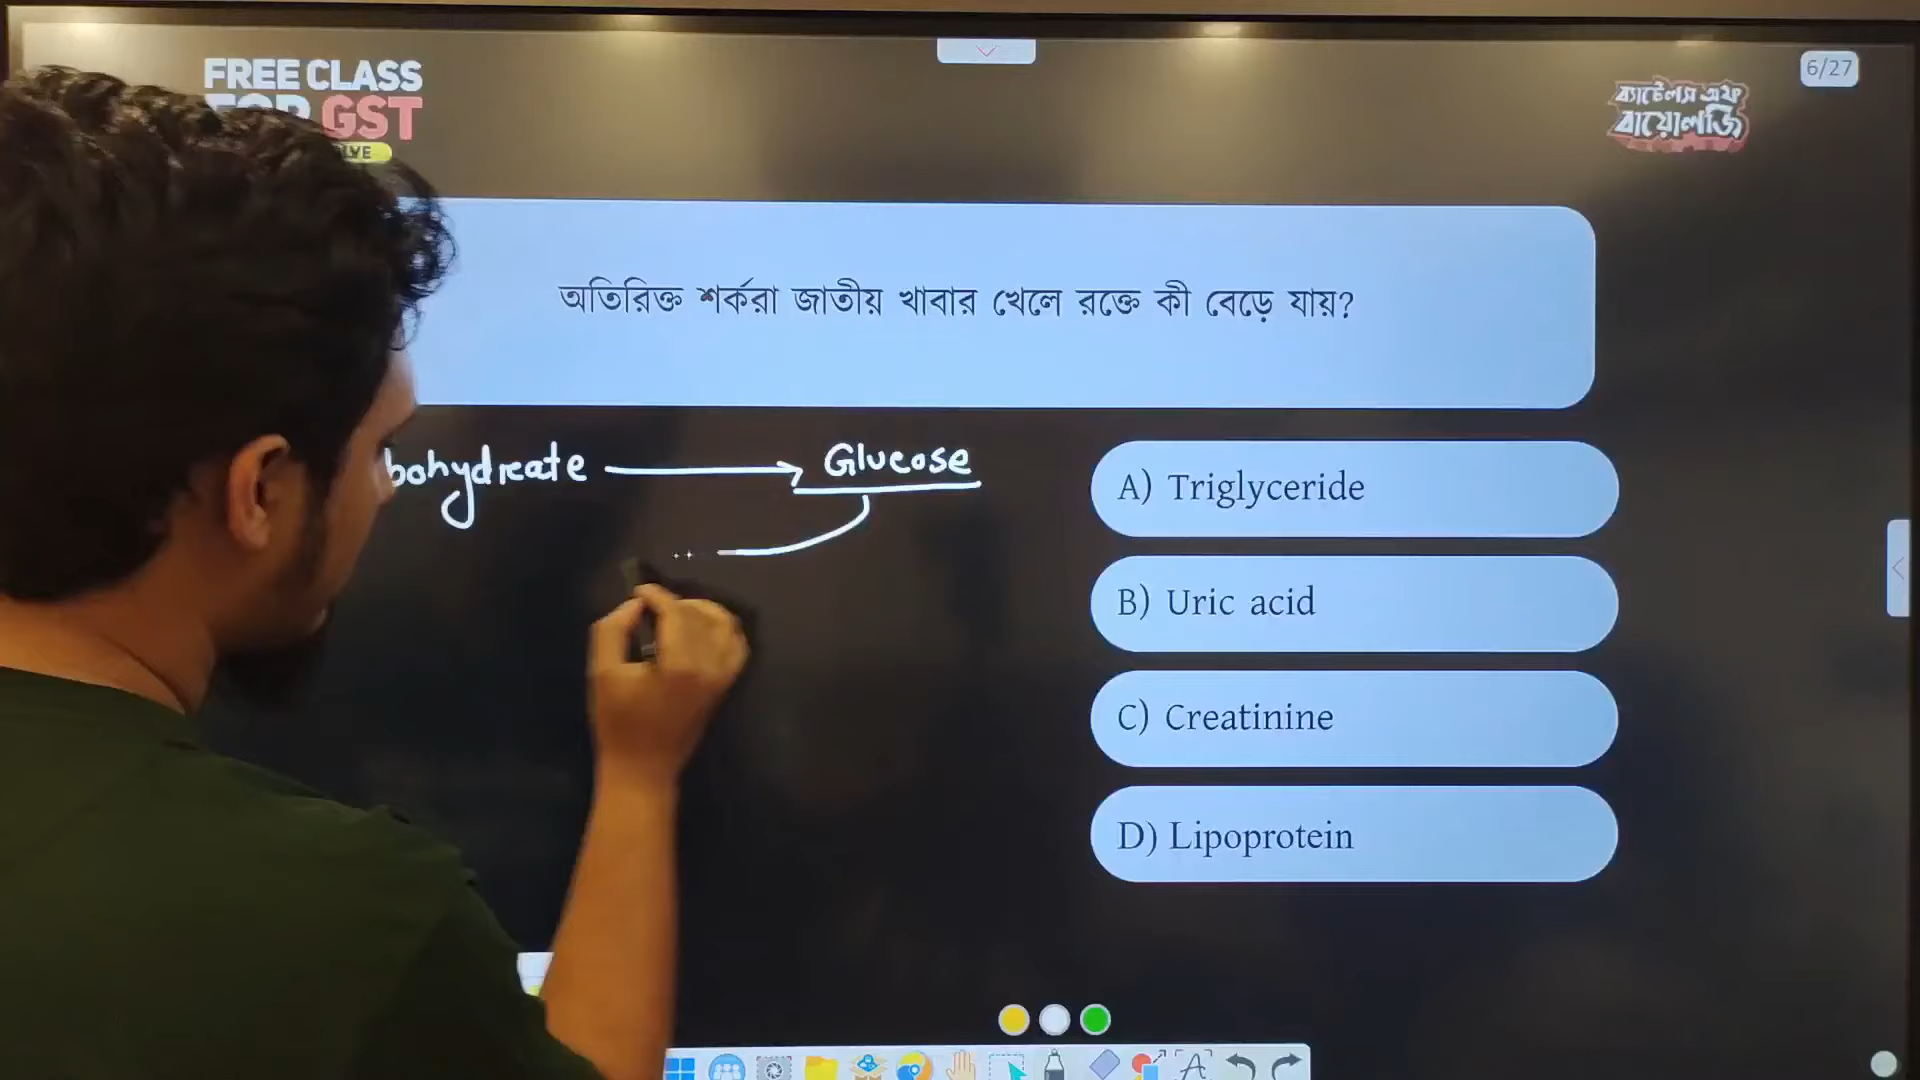 FREE CLASS
FOR GST
6/27
ব্যাটেলস অফ
বায়োলজি
অতিরিক্ত শর্করা জাতীয় খাবার খেলে রক্তে কী বেড়ে যায়?
bohydrate
Glucose
A) Triglyceride
B) Uric acid
C) Creatinine
D) Lipoprotein